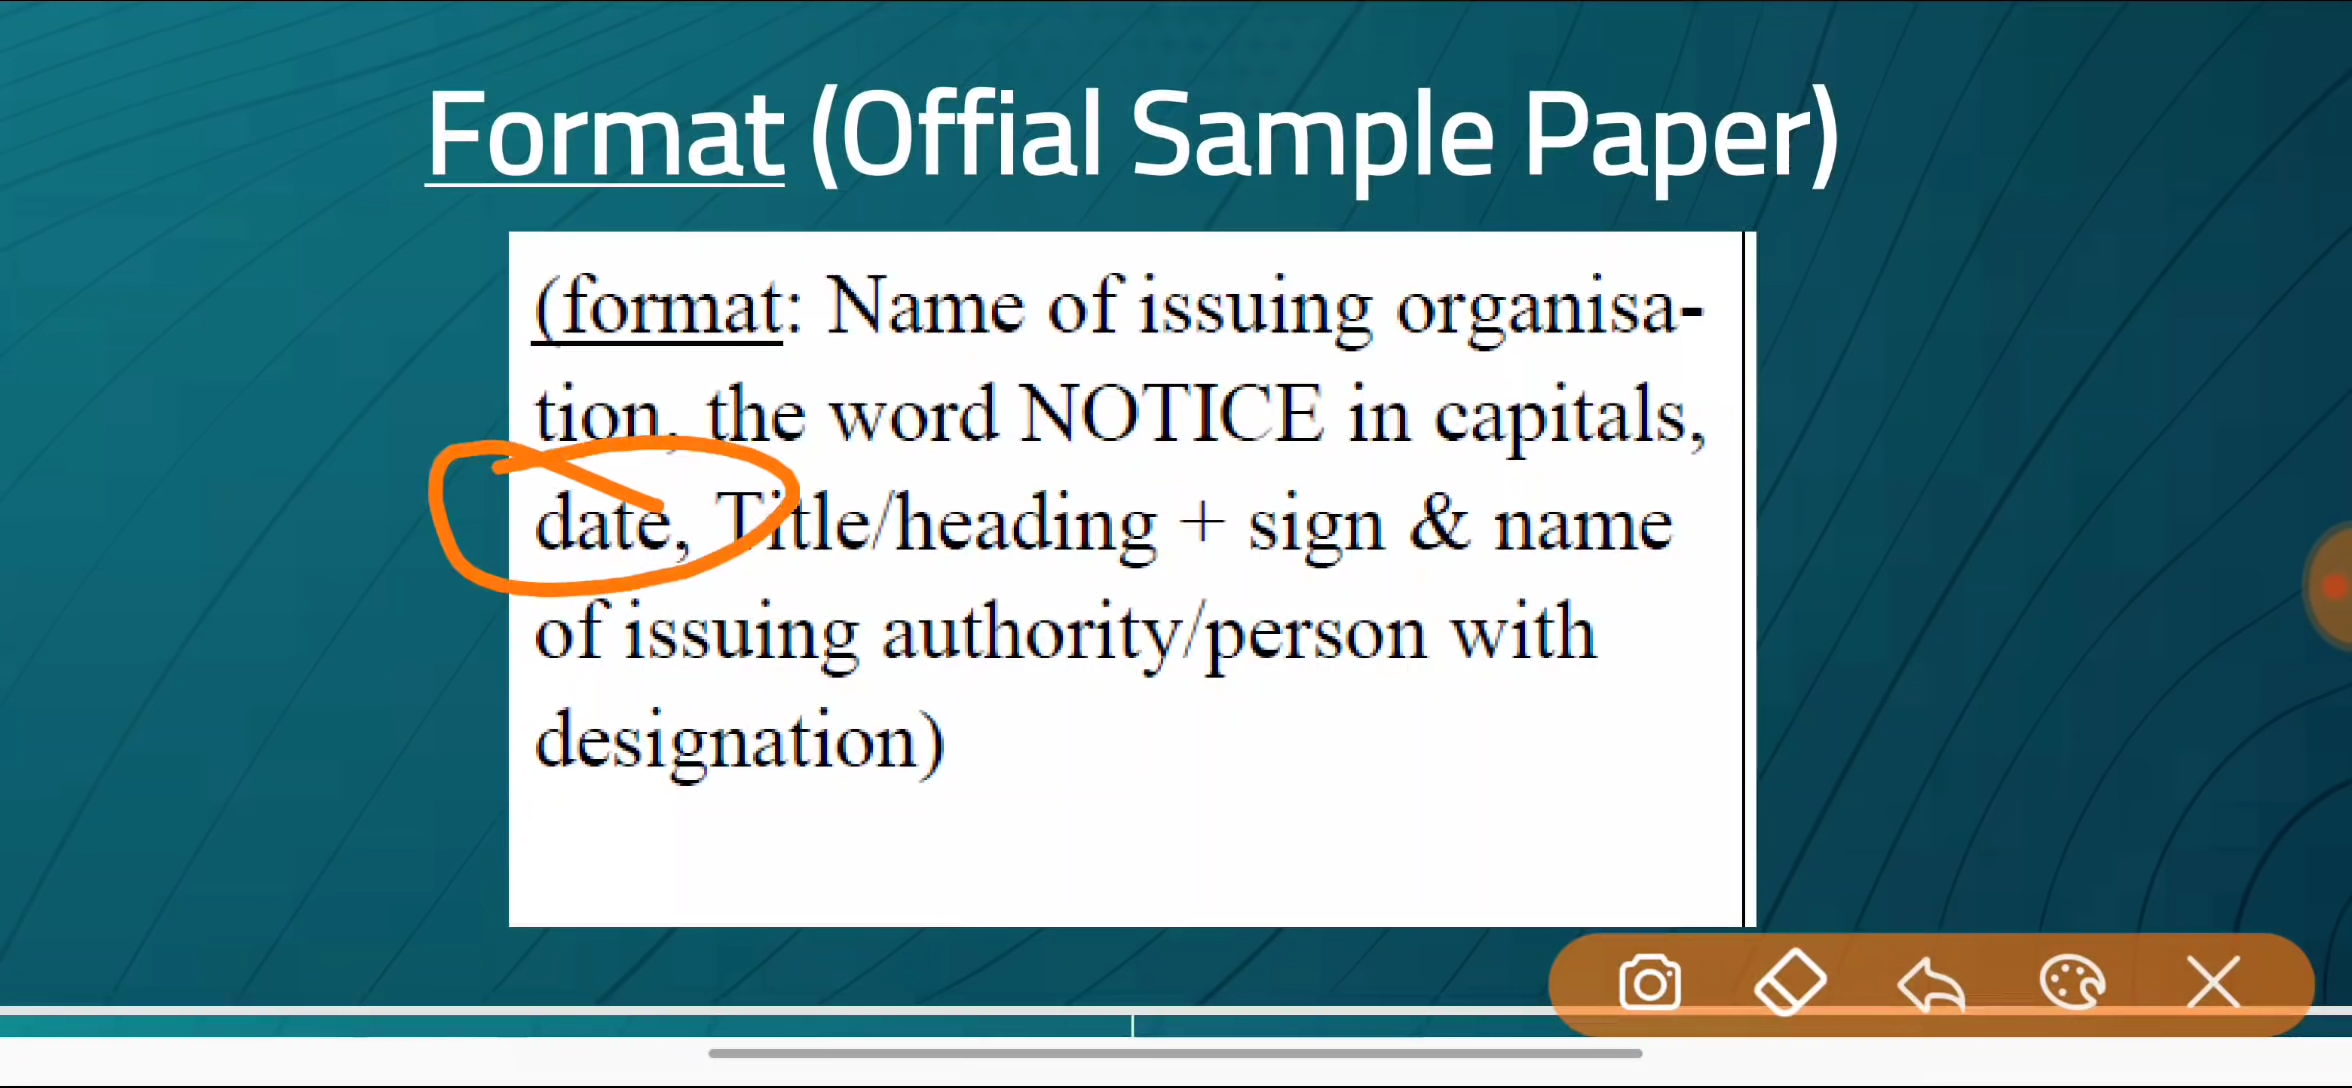 Format (Offial Sample Paper)
(format: Name of issuing organisa-
tion, the word NOTICE in capitals,
date, Title/heading + sign & name
of issuing authority/person with
designation)